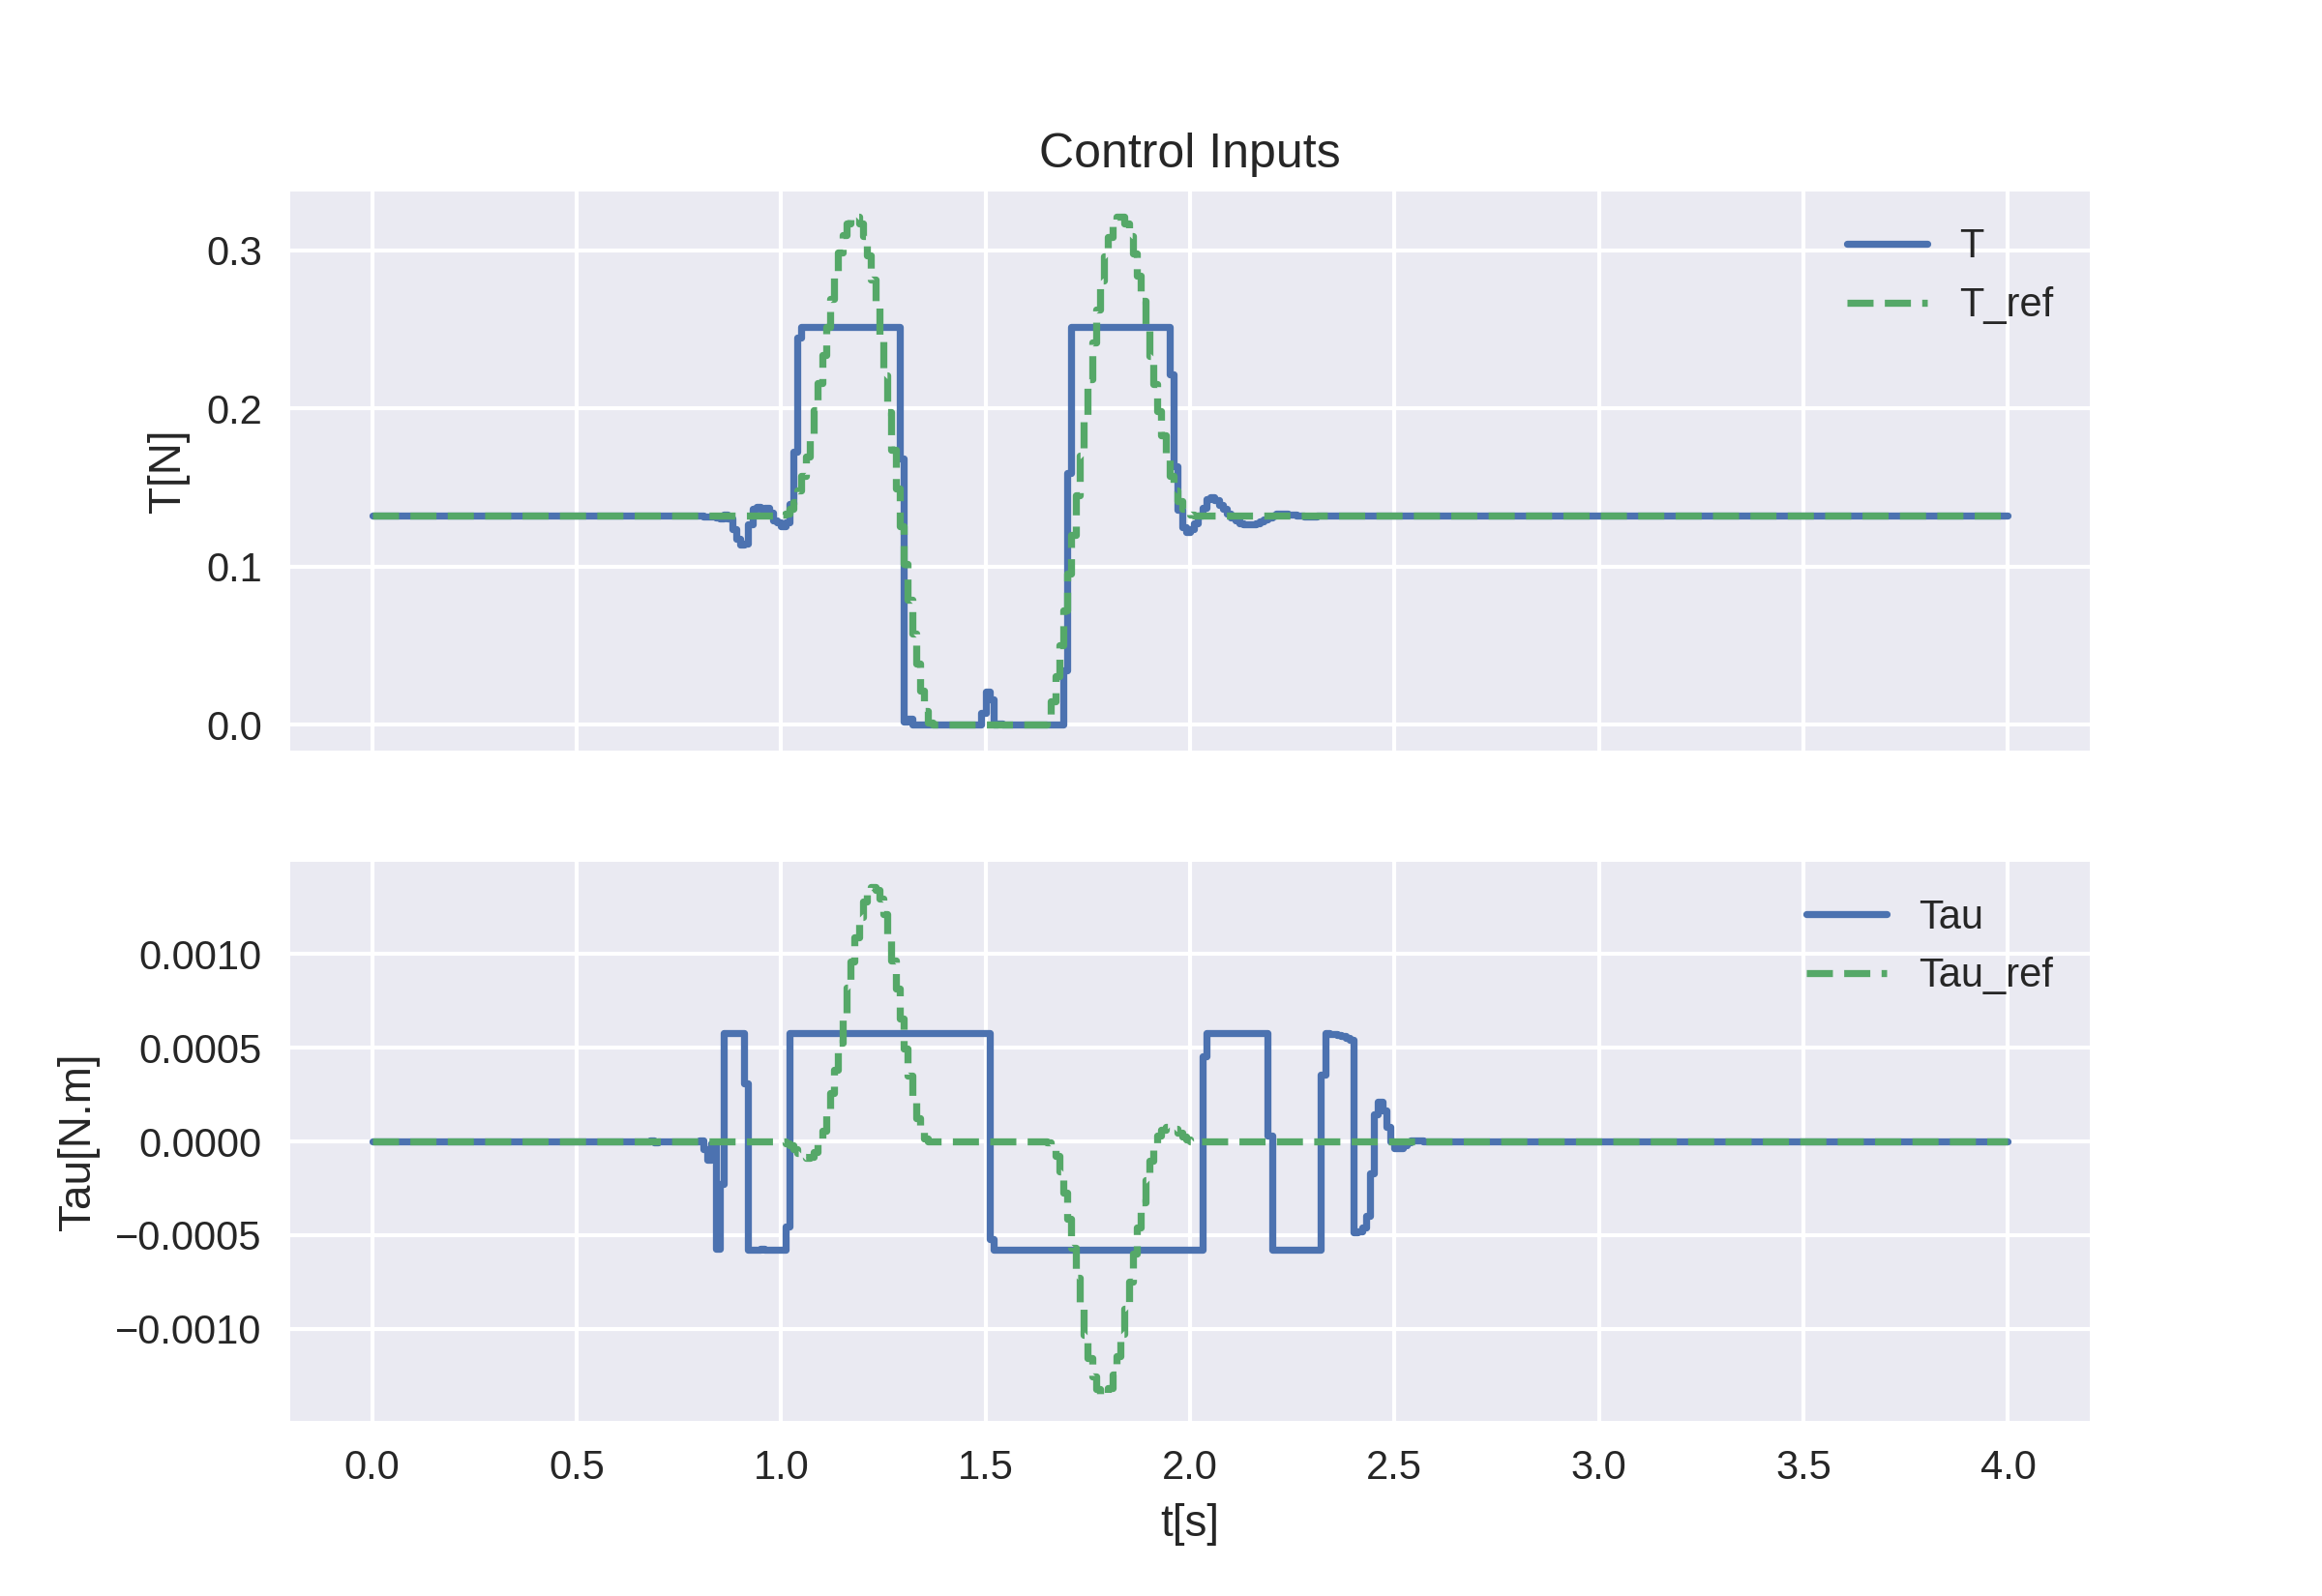 Control Inputs
0.3
0.2
0.1
0.0
T[N]
T
T_ref
0.0010
0.0005
0.0000
−0.0005
−0.0010
Tau[N.m]
Tau
Tau_ref
0.0 0.5 1.0 1.5 2.0 2.5 3.0 3.5 4.0
t[s]